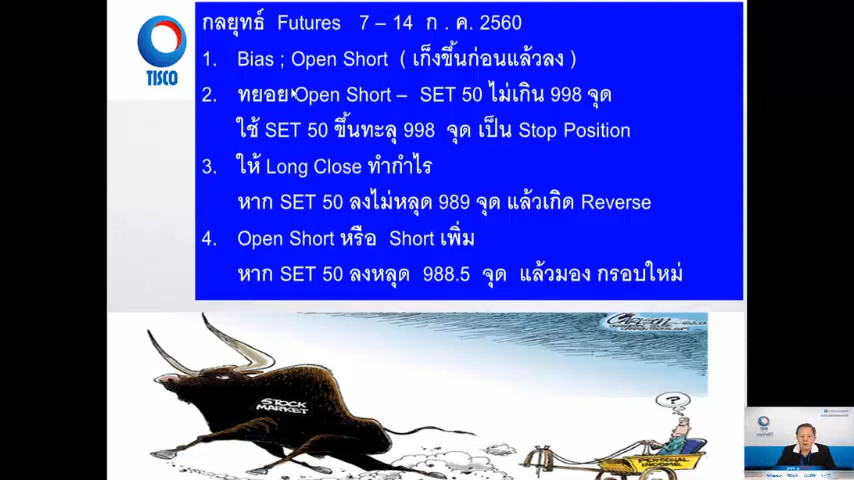 กลยุทธ์ Futures 7 – 14 ก . ค. 2560
1. Bias ; Open Short ( เก็งขึ้นก่อนแล้วลง )
2. ทยอย Open Short – SET 50 ไม่เกิน 998 จุด
ใช้ SET 50 ขึ้นทะลุ 998 จุด เป็น Stop Position
3. ให้ Long Close ทำกำไร
หาก SET 50 ลงไม่หลุด 989 จุด แล้วเกิด Reverse
4. Open Short หรือ Short เพิ่ม
หาก SET 50 ลงหลุด 988.5 จุด แล้วมอง กรอบใหม่
TISCO
STOCK MARKET
?
PERSONAL INCOME
TISCO